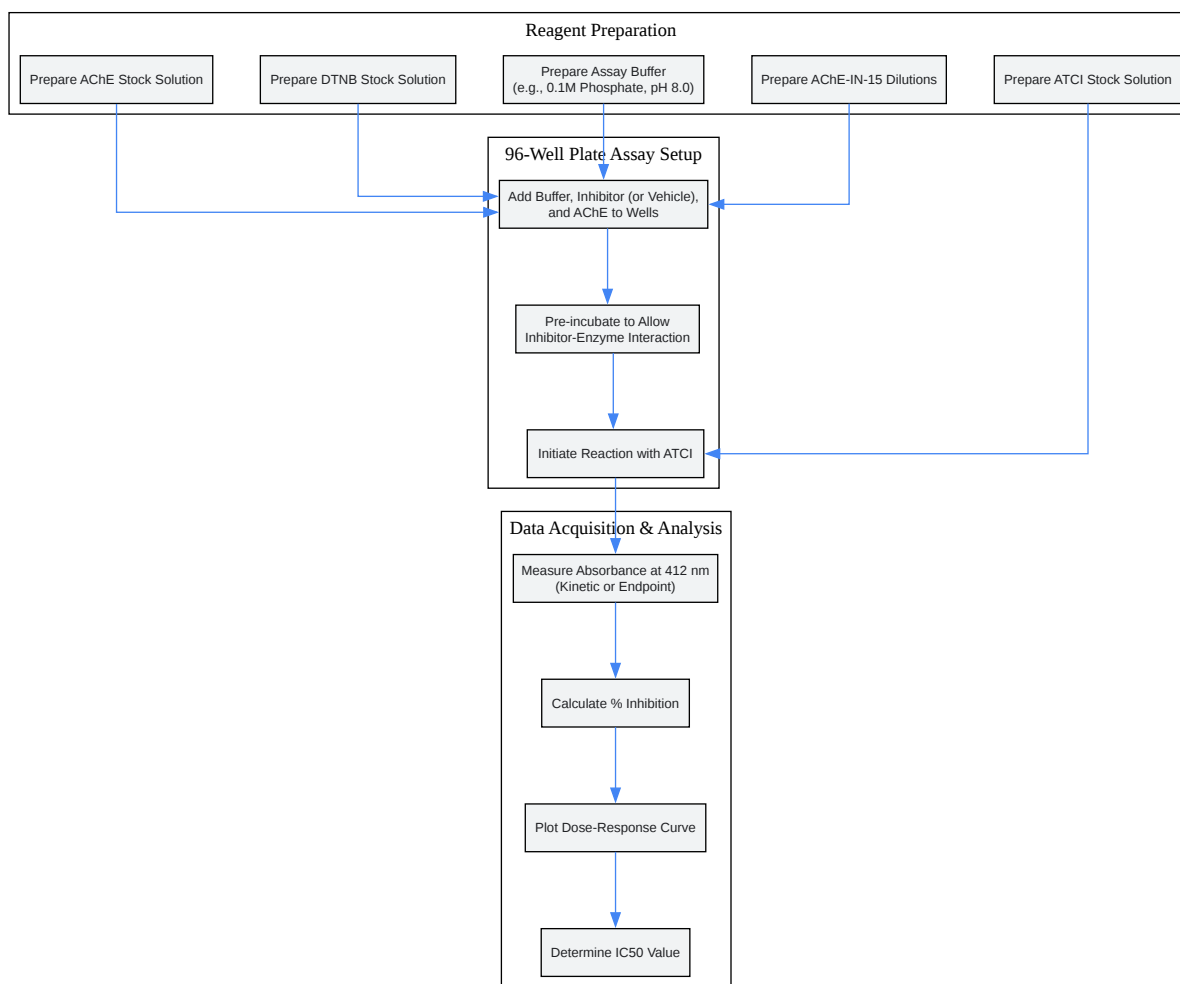 Reagent Preparation
Prepare AChE Stock Solution
Prepare DTNB Stock Solution
Prepare Assay Buffer
(e.g., 0.1M Phosphate, pH 8.0)
Prepare AChE-IN-15 Dilutions
Prepare ATCI Stock Solution
96-Well Plate Assay Setup
Add Buffer, Inhibitor (or Vehicle),
and AChE to Wells
Pre-incubate to Allow
Inhibitor-Enzyme Interaction
Initiate Reaction with ATCI
Data Acquisition & Analysis
Measure Absorbance at 412 nm
(Kinetic or Endpoint)
Calculate % Inhibition
Plot Dose-Response Curve
Determine IC50 Value